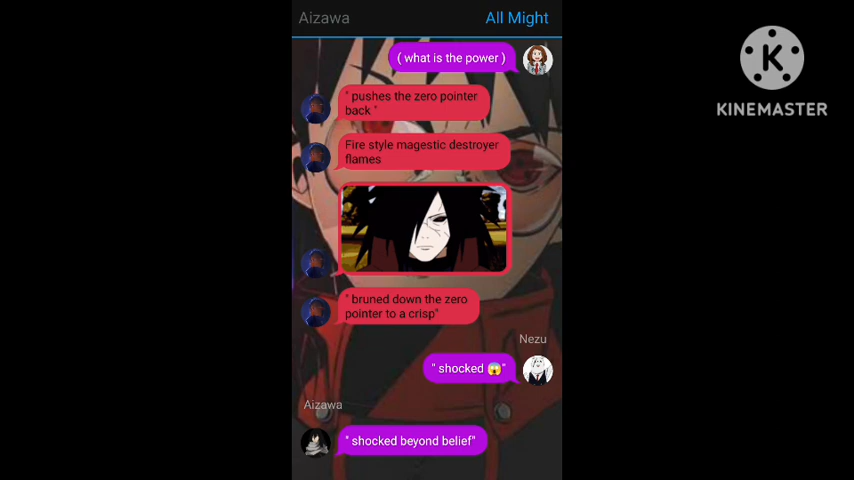 Aizawa
All Might
( what is the power )
" pushes the zero pointer
back "
Fire style magestic destroyer
flames
" bruned down the zero
pointer to a crisp"
Nezu
" shocked 😱"
Aizawa
" shocked beyond belief"
K
KINEMASTER